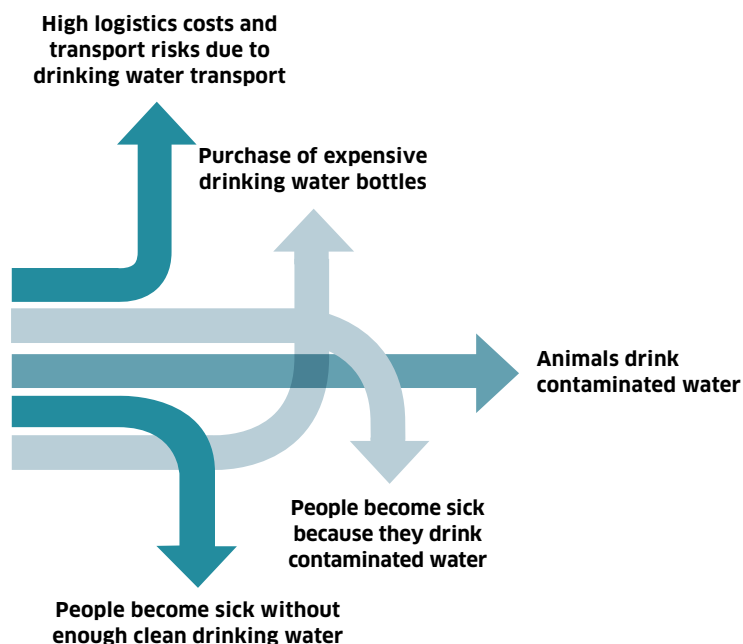 High logistics costs and
transport risks due to
drinking water transport
Purchase of expensive
drinking water bottles
Animals drink
contaminated water
People become sick
because they drink
contaminated water
People become sick without
enough clean drinking water